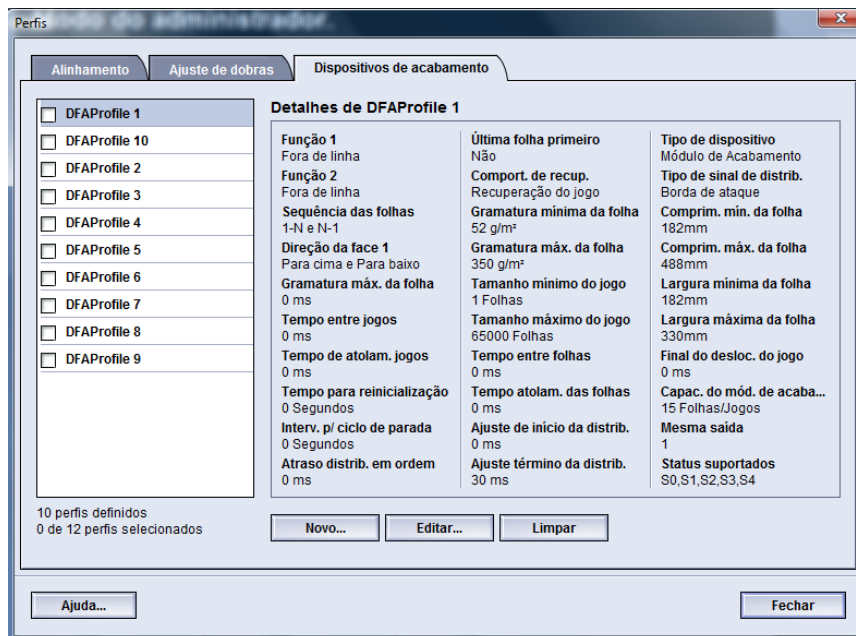 Perfis
Modo do administrador.
Alinhamento
Ajuste de dobras
Dispositivos de acabamento
DFAProfile 1
DFAProfile 10
DFAProfile 2
DFAProfile 3
DFAProfile 4
DFAProfile 5
DFAProfile 6
DFAProfile 7
DFAProfile 8
DFAProfile 9
10 perfis definidos
0 de 12 perfis selecionados
Detalhes de DFAProfile 1
Função 1
Fora de linha
Função 2
Fora de linha
Sequência das folhas
1-N e N-1
Direção da face 1
Para cima e Para baixo
Gramatura máx. da folha
0 ms
Tempo entre jogos
0 ms
Tempo de atolam. jogos
0 ms
Tempo para reinicialização
0 Segundos
Interv. p/ ciclo de parada
0 Segundos
Atraso distrib. em ordem
0 ms
Última folha primeiro
Não
Comport. de recup.
Recuperação do jogo
Gramatura mínima da folha
52 g/m²
Gramatura máx. da folha
350 g/m²
Tamanho mínimo do jogo
1 Folhas
Tamanho máximo do jogo
65000 Folhas
Tempo entre folhas
0 ms
Tempo atolam. das folhas
0 ms
Ajuste de início da distrib.
0 ms
Ajuste término da distrib.
30 ms
Tipo de dispositivo
Módulo de Acabamento
Tipo de sinal de distrib.
Borda de ataque
Comprim. mín. da folha
182mm
Comprim. máx. da folha
488mm
Largura mínima da folha
182mm
Largura máxima da folha
330mm
Final do desloc. do jogo
0 ms
Capac. do mód. de acaba...
15 Folhas/Jogos
Mesma saída
1
Status suportados
S0,S1,S2,S3,S4
Novo...
Editar...
Limpar
Ajuda...
Fechar